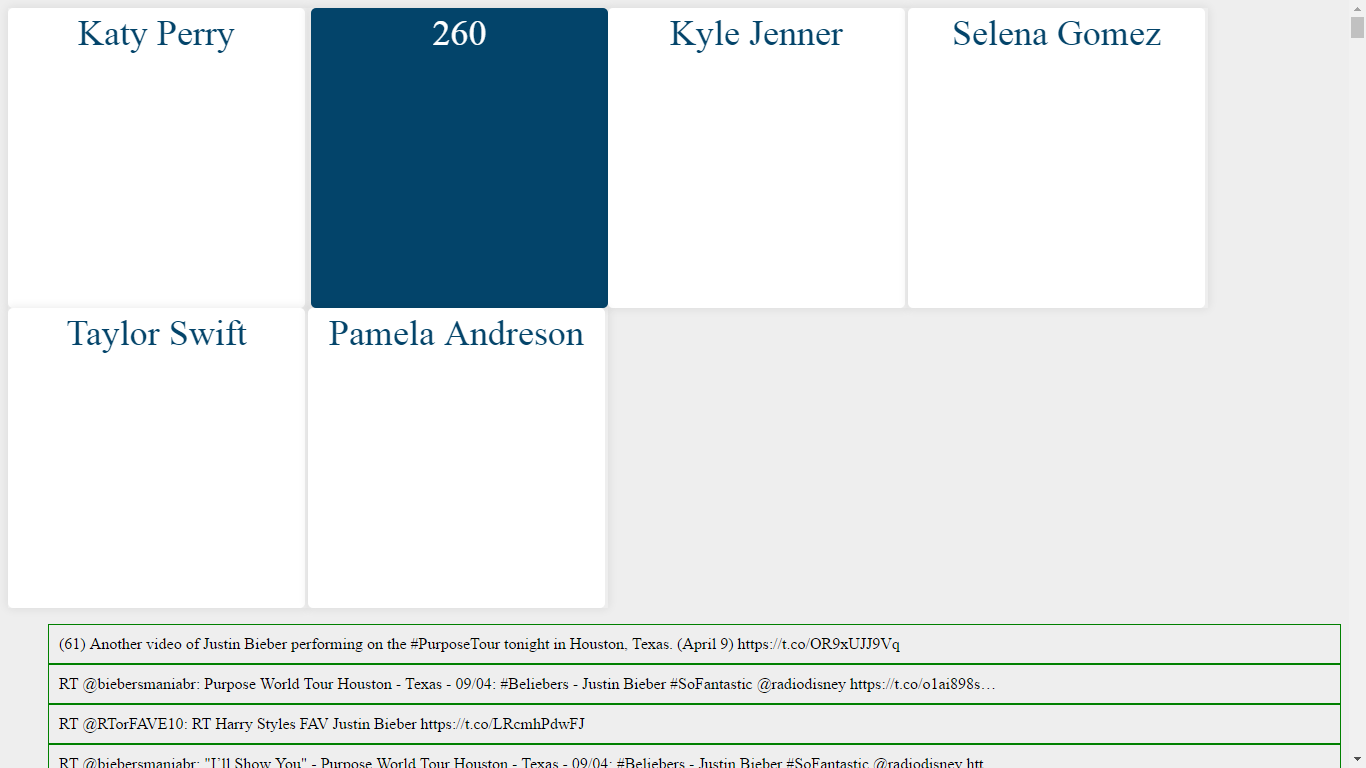 Katy Perry
260
Kyle Jenner
Selena Gomez
Taylor Swift
Pamela Andreson
(61) Another video of Justin Bieber performing on the #PurposeTour tonight in Houston, Texas. (April 9) https://t.co/OR9xUJJ9Vq
RT @biebersmaniabr: Purpose World Tour Houston - Texas - 09/04: #Beliebers - Justin Bieber #SoFantastic @radiodisney https://t.co/o1ai898s…
RT @RTorFAVE10: RT Harry Styles FAV Justin Bieber https://t.co/LRcmhPdwFJ
RT @biebersmaniabr: "I'll Show You" - Purpose World Tour Houston - Texas - 09/04: #Beliebers - Justin Bieber #SoFantastic @radiodisney htt…